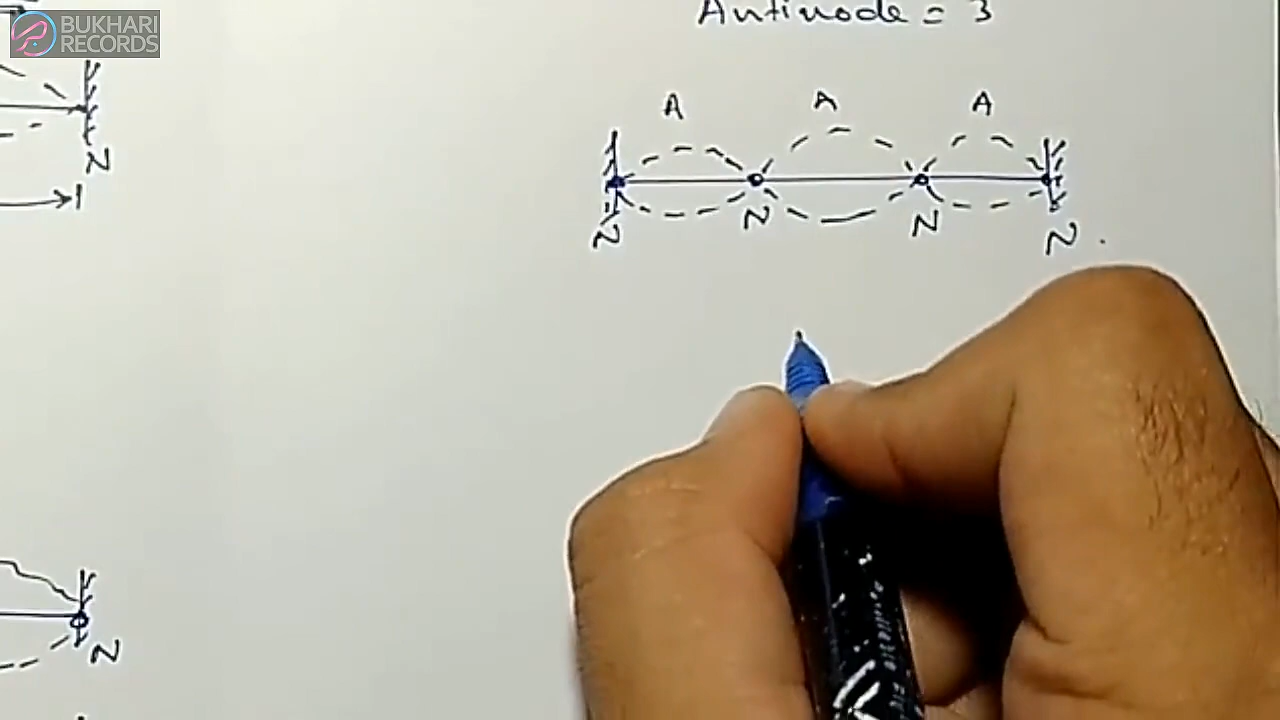 BUKHARI
RECORDS
Antinode = 3
A A A
N
N N N N
N